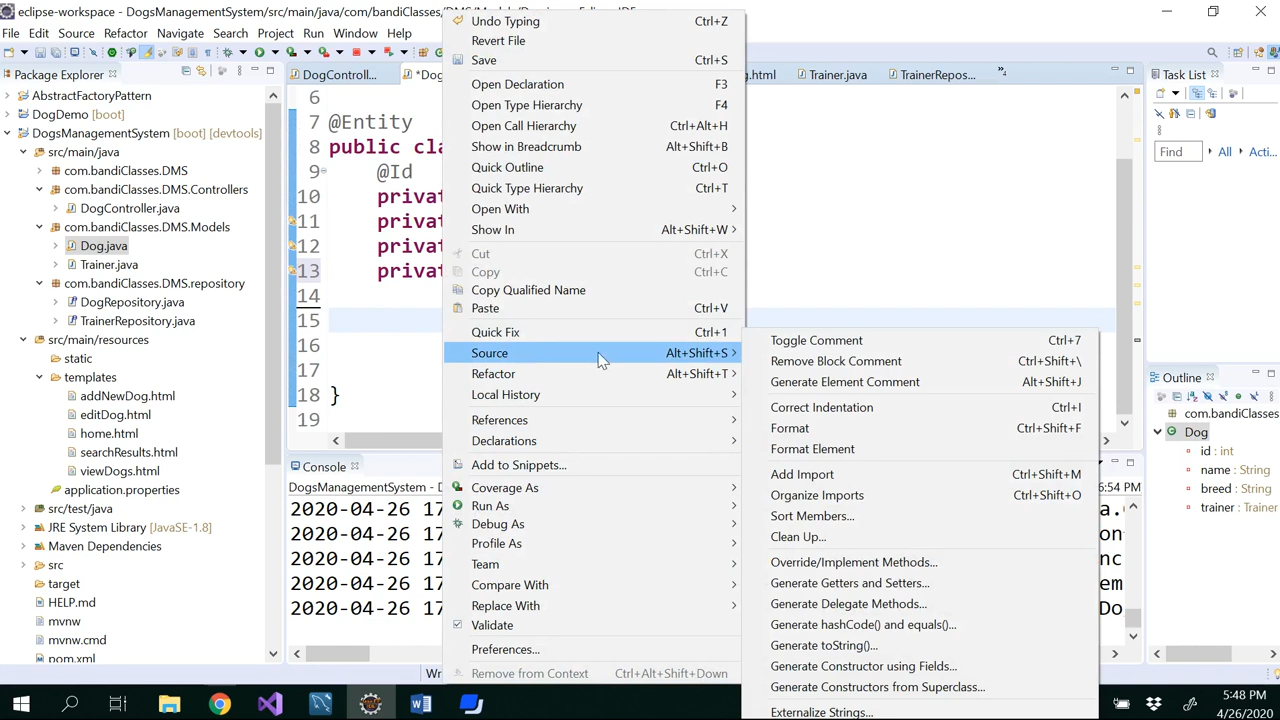 eclipse-workspace - DogsManagementSystem/src/main/java/com/bandiClasses/
File Edit Source Refactor Navigate Search Project Run Window Help
Package Explorer
AbstractFactoryPattern
DogDemo [boot]
DogsManagementSystem [boot] [devtools]
src/main/java
com.bandiClasses.DMS
com.bandiClasses.DMS.Controllers
DogController.java
com.bandiClasses.DMS.Models
Dog.java
Trainer.java
com.bandiClasses.DMS.repository
DogRepository.java
TrainerRepository.java
src/main/resources
static
templates
addNewDog.html
editDog.html
home.html
searchResults.html
viewDogs.html
application.properties
src/test/java
JRE System Library [JavaSE-1.8]
Maven Dependencies
src
target
HELP.md
mvnw
mvnw.cmd
pom.xml
DogControll...
*Dog
.html
Trainer.java
TrainerRepos...
6
7 @Entity
8 public cla
9 @Id
10 privat
11 privat
12 privat
13 privat
14
15
16
17
18 }
19
Undo Typing Ctrl+Z
Revert File
Save Ctrl+S
Open Declaration F3
Open Type Hierarchy F4
Open Call Hierarchy Ctrl+Alt+H
Show in Breadcrumb Alt+Shift+B
Quick Outline Ctrl+O
Quick Type Hierarchy Ctrl+T
Open With
Show In Alt+Shift+W
Cut Ctrl+X
Copy Ctrl+C
Copy Qualified Name
Paste Ctrl+V
Quick Fix Ctrl+1
Source Alt+Shift+S
Refactor Alt+Shift+T
Local History
References
Declarations
Add to Snippets...
Coverage As
Run As
Debug As
Profile As
Team
Compare With
Replace With
Validate
Preferences...
Remove from Context Ctrl+Alt+Shift+Down
Toggle Comment Ctrl+7
Remove Block Comment Ctrl+Shift+\
Generate Element Comment Alt+Shift+J
Correct Indentation Ctrl+I
Format Ctrl+Shift+F
Format Element
Add Import Ctrl+Shift+M
Organize Imports Ctrl+Shift+O
Sort Members...
Clean Up...
Override/Implement Methods...
Generate Getters and Setters...
Generate Delegate Methods...
Generate hashCode() and equals()...
Generate toString()...
Generate Constructor using Fields...
Generate Constructors from Superclass...
Externalize Strings...
Console
DogsManagementSystem -
6:54 PM
2020-04-26 17
2020-04-26 17
2020-04-26 17
2020-04-26 17
2020-04-26 17
Wr
Task List
Find All Acti...
Outline
com.bandiClasses
Dog
id : int
name : String
breed : String
trainer : Trainer
5:48 PM
4/26/2020